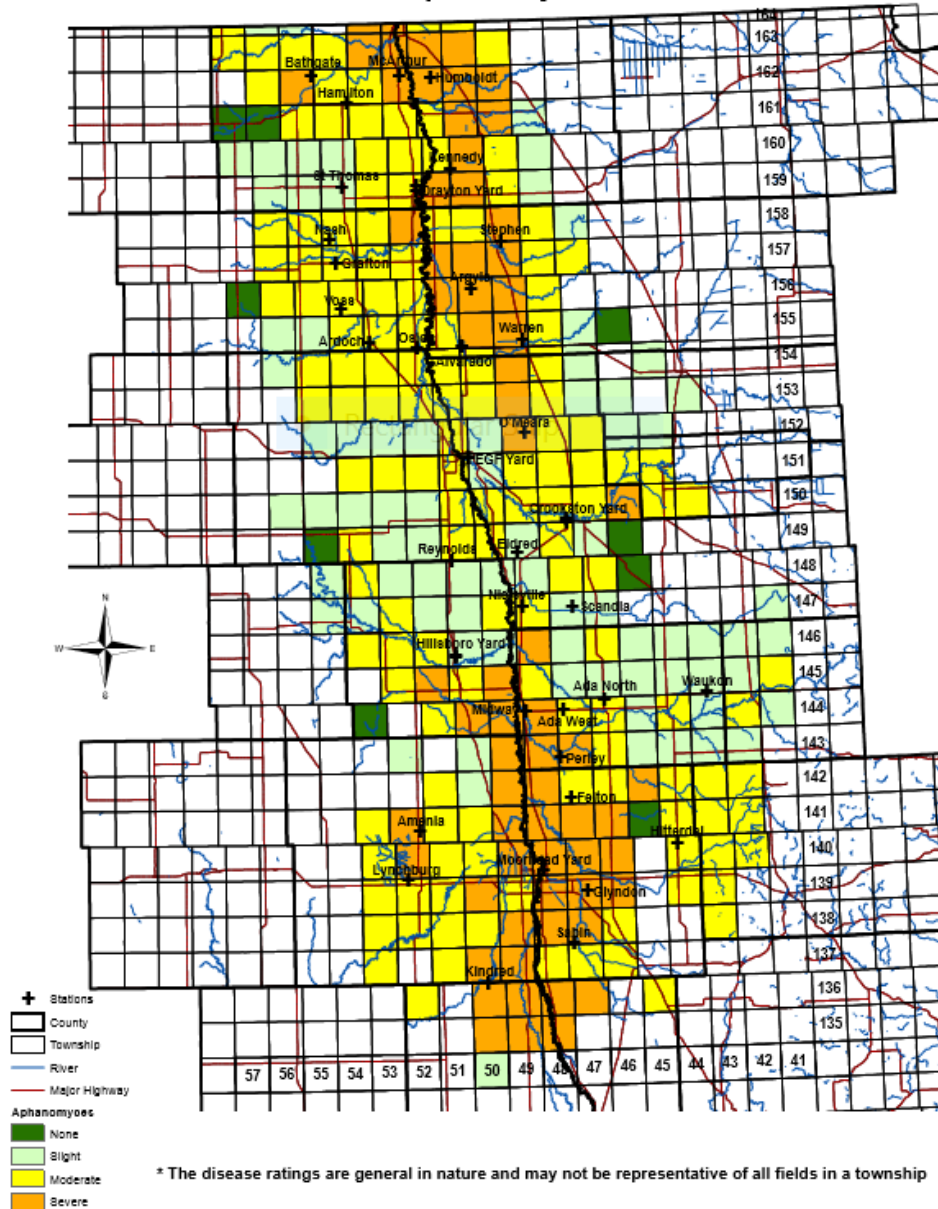 164
163
McArthur
162
Bathgate
Humboldt
Hamilton
161
160
Kennedy
St Thomas
159
Drayton Yard
158
Nash
Stephen
157
Grafton
Argyle
156
Voss
155
Warren
Ardoch
154
Alvarado
153
152
O'Meara
151
EGF Yard
150
Crookston Yard
149
Reynolds
Eldred
148
147
Nielsville
Scandia
N
146
Hillsboro Yard
W
E
145
Ada North
Waukon
S
144
Midway
Ada West
143
Perley
142
Felton
141
Amenia
Hitterdal
140
Moorhead Yard
139
Lynchburg
Glyndon
138
Sabin
137
Kindred
136
135
57 56 55 54 53 52 51 50 49 48 47 46 45 44 43 42 41
Stations
County
Township
River
Major Highway
Aphanomyces
None
Slight
Moderate
Severe
* The disease ratings are general in nature and may not be representative of all fields in a township